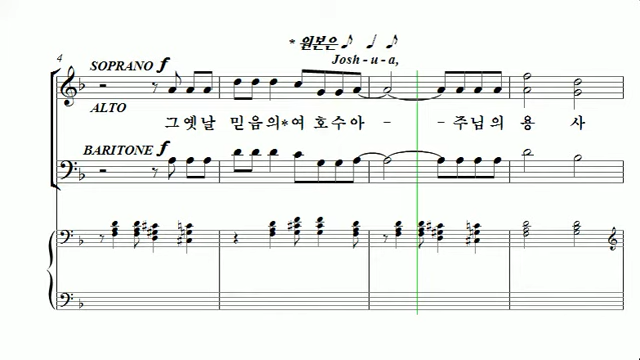 * 원본은
Josh - u - a,
4
SOPRANO f
ALTO
그옛날 믿음의*여 호수아 - - 주님의 용 사
BARITONE f